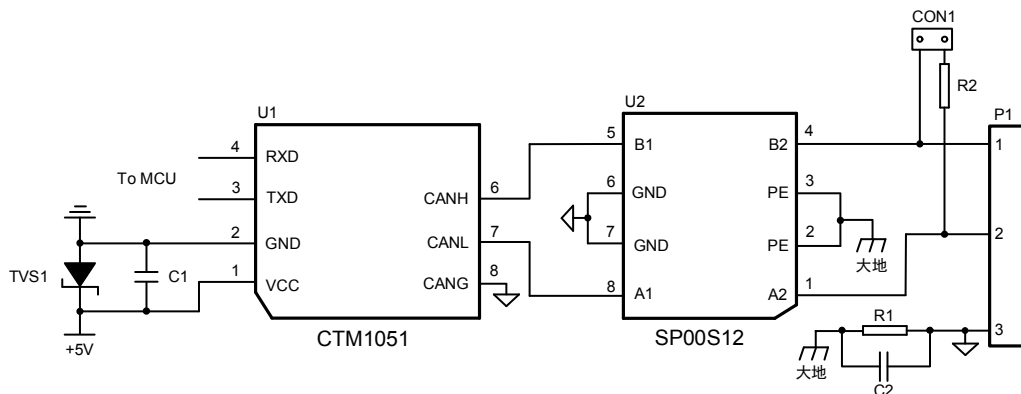 CON1
R2
U1
U2
P1
4 RXD
To MCU
3 TXD
2 GND
1 VCC
CANH 6
CANL 7
CANG 8
TVS1
C1
+5V
CTM1051
5 B1
6 GND
7 GND
8 A1
B2 4
PE 3
PE 2
A2 1
SP00S12
大地
1
2
3
R1
C2
大地